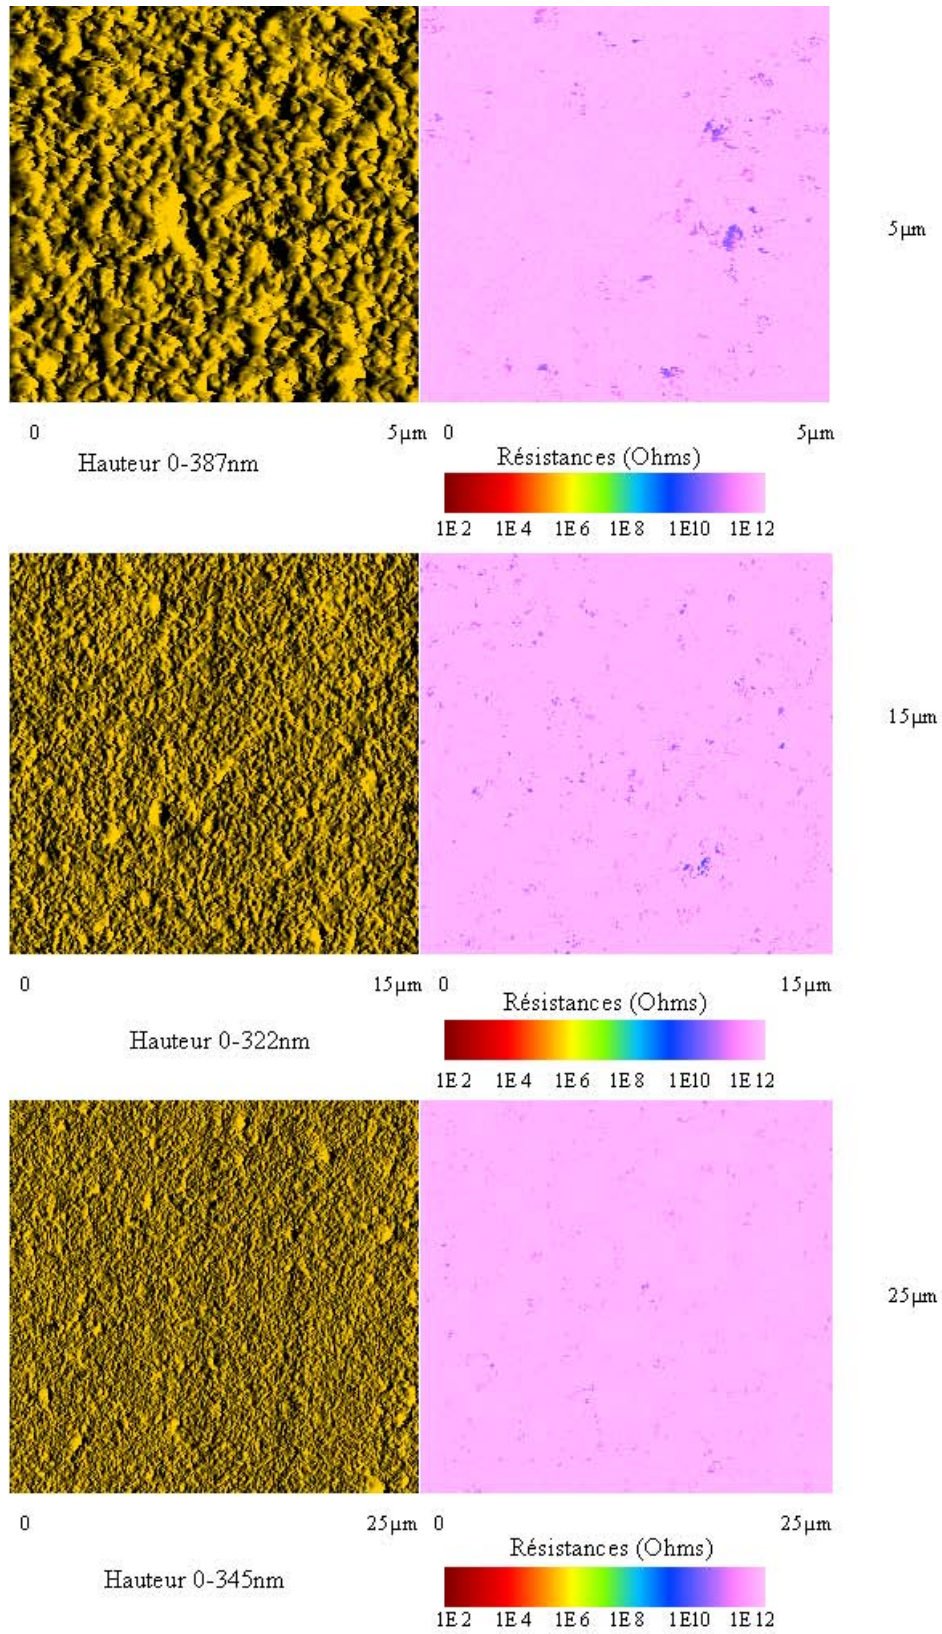 5μm
0 5μm 0 5μm
Hauteur 0-387nm
Résistances (Ohms)
1E2 1E4 1E6 1E8 1E10 1E12
15μm
0 15μm 0 15μm
Résistances (Ohms)
Hauteur 0-322nm
1E2 1E4 1E6 1E8 1E10 1E12
25μm
0 25μm 0 25μm
Résistances (Ohms)
Hauteur 0-345nm
1E2 1E4 1E6 1E8 1E10 1E12